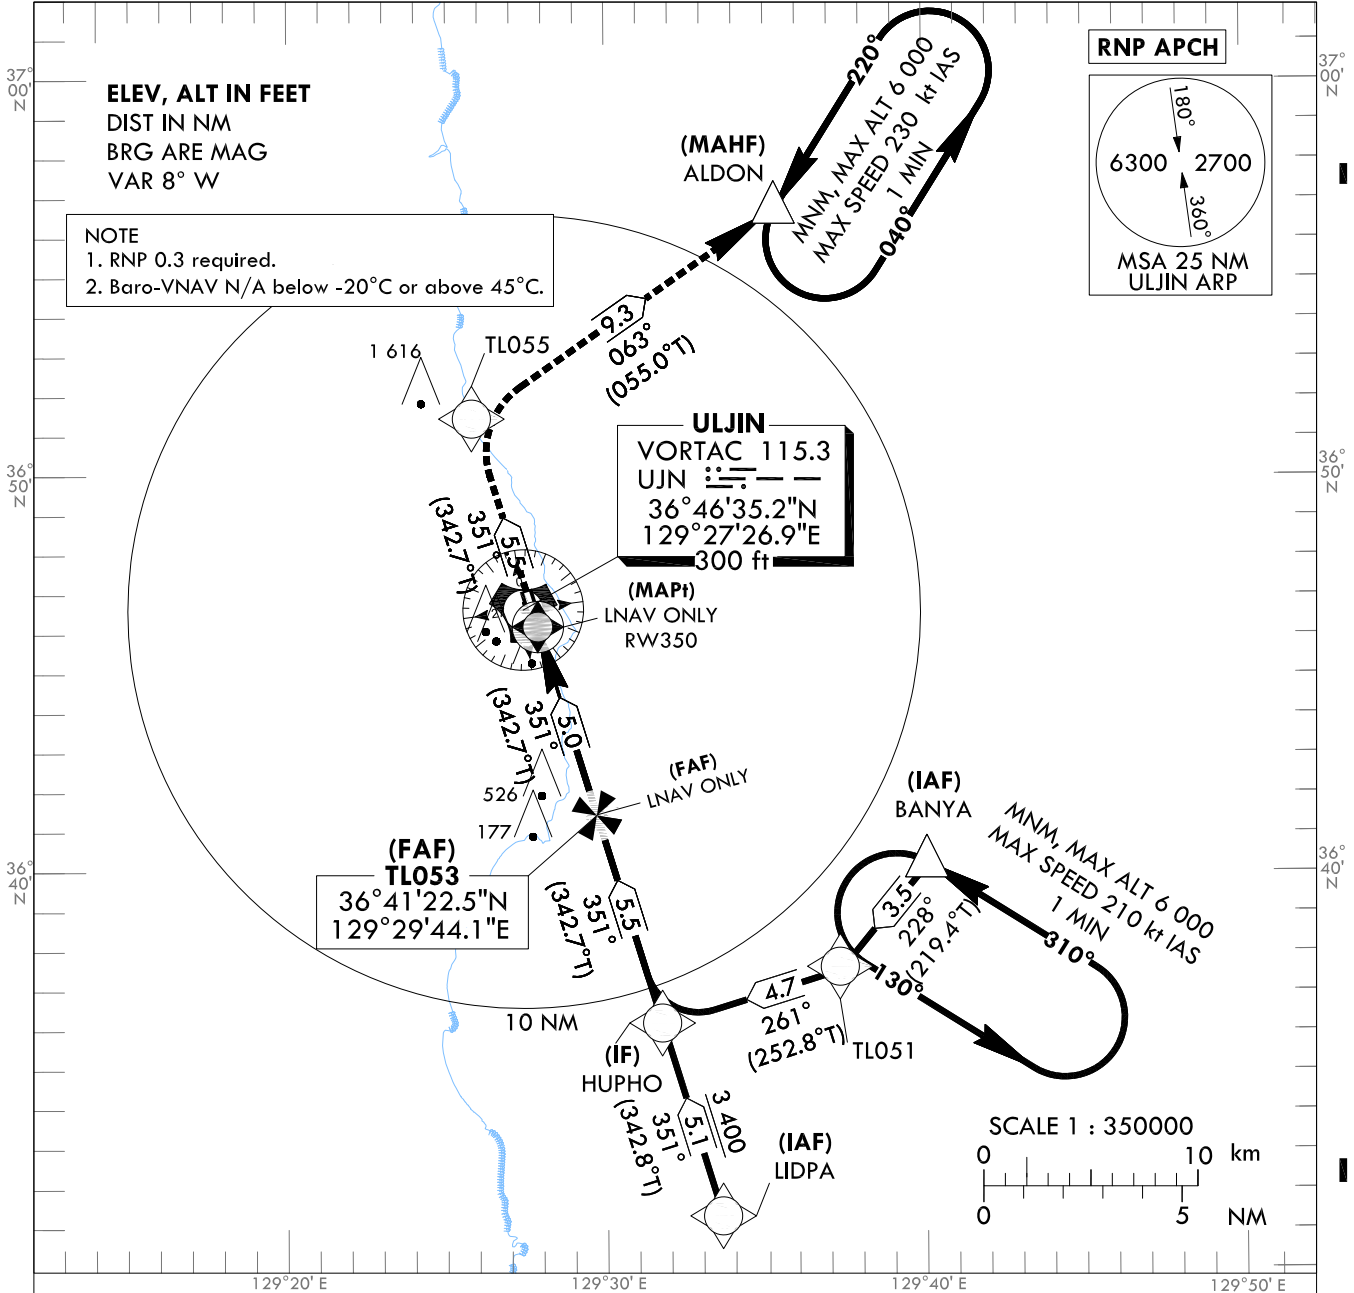 ELEV, ALT IN FEET
DIST IN NM
BRG ARE MAG
VAR 8° W
NOTE
1. RNP 0.3 required.
2. Baro-VNAV N/A below -20°C or above 45°C.
RNP APCH
180°
6300 2700
360°
MSA 25 NM
ULJIN ARP
37°
00'
N
37°
00'
N
220°
MNM, MAX ALT 6 000
MAX SPEED 230 kt IAS
1 MIN
040°
(MAHF)
ALDON
9.3
063°
(055.0°T)
1 616
TL055
ULJIN
VORTAC 115.3
UJN
36°46'35.2"N
129°27'26.9"E
300 ft
36°
50'
N
36°
50'
N
5.5
351°
(342.7°T)
(MAPt)
LNAV ONLY
RW350
5.0
351°
(342.7°T)
(FAF)
LNAV ONLY
526
177
(FAF)
TL053
36°41'22.5"N
129°29'44.1"E
36°
40'
N
36°
40'
N
(IAF)
BANYA
MNM, MAX ALT 6 000
MAX SPEED 210 kt IAS
1 MIN
310°
130°
3.5
228°
(219.4°T)
5.5
351°
(342.7°T)
4.7
261°
(252.8°T)
TL051
10 NM
(IF)
HUPHO
3 400
5.1
351°
(342.8°T)
(IAF)
LIDPA
SCALE 1 : 350000
0 10 km
0 5 NM
129°20' E
129°30' E
129°40' E
129°50' E